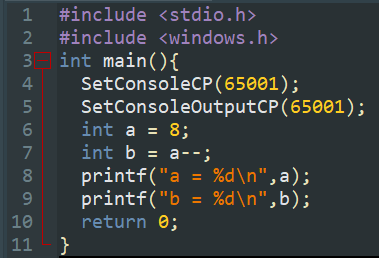 1 #include <stdio.h>
2 #include <windows.h>
3 int main(){
4 SetConsoleCP(65001);
5 SetConsoleOutputCP(65001);
6 int a = 8;
7 int b = a--;
8 printf("a = %d\n",a);
9 printf("b = %d\n",b);
10 return 0;
11 }